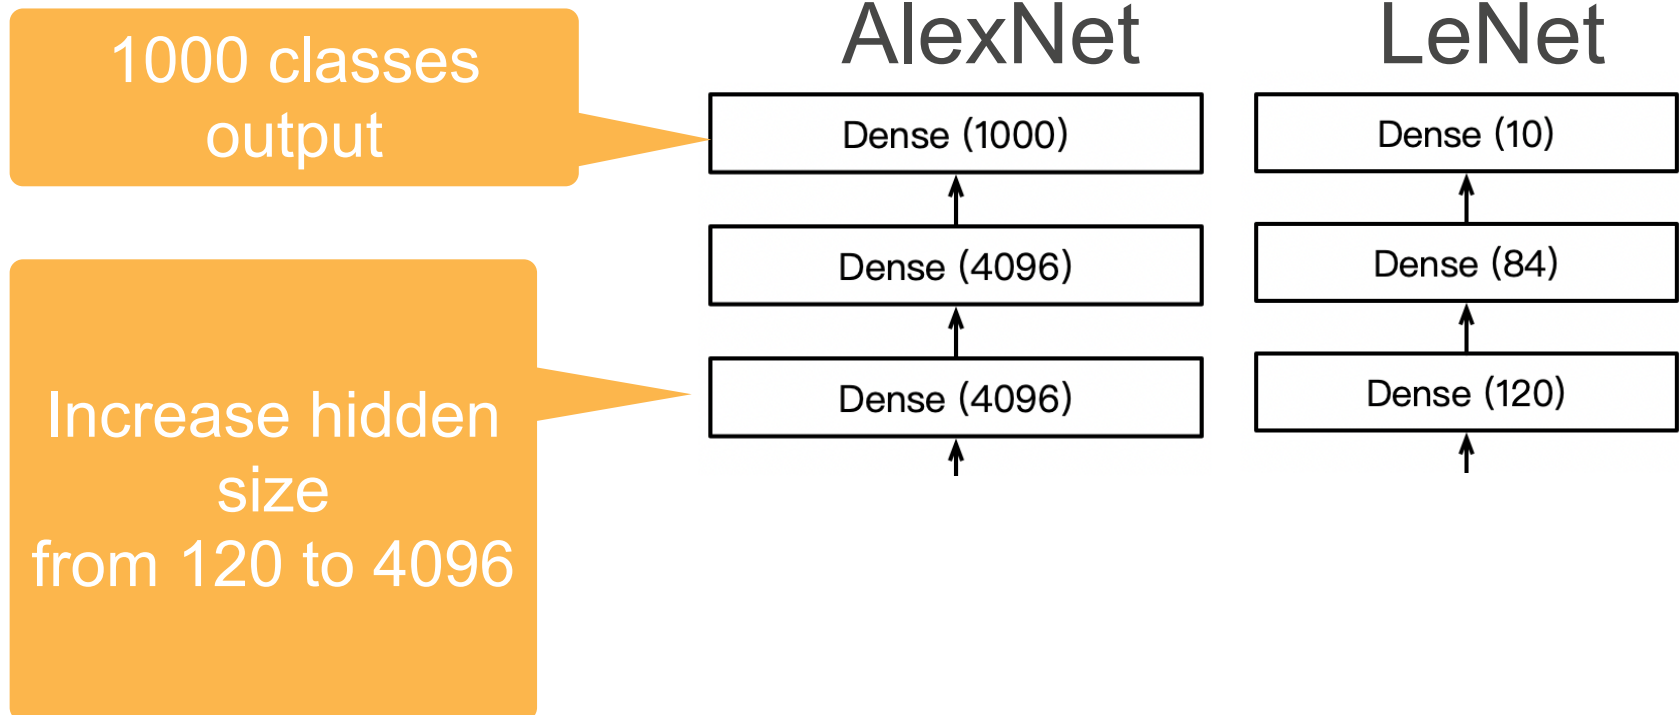 1000 classes
output
Increase hidden
size
from 120 to 4096
AlexNet
Dense (1000)
Dense (4096)
Dense (4096)
LeNet
Dense (10)
Dense (84)
Dense (120)